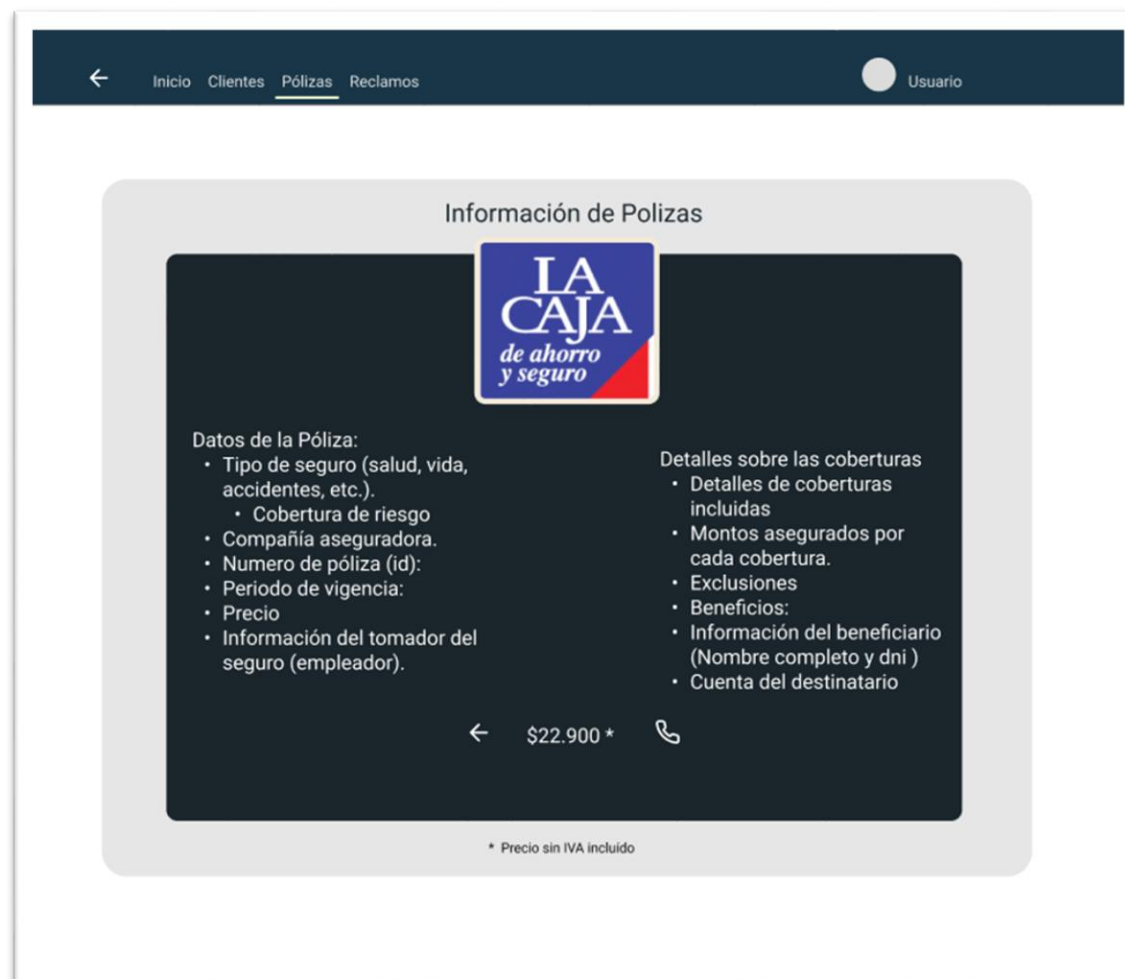 Inicio Clientes Pólizas Reclamos Usuario
Información de Polizas
LA
CAJA
de ahorro
y seguro
Datos de la Póliza:
• Tipo de seguro (salud, vida,
accidentes, etc.).
• Cobertura de riesgo
• Compañía aseguradora.
• Numero de póliza (id):
• Periodo de vigencia:
• Precio
• Información del tomador del
seguro (empleador).
Detalles sobre las coberturas
• Detalles de coberturas
incluidas
• Montos asegurados por
cada cobertura.
• Exclusiones
• Beneficios:
• Información del beneficiario
(Nombre completo y dni )
• Cuenta del destinatario
$22.900 *
* Precio sin IVA incluído